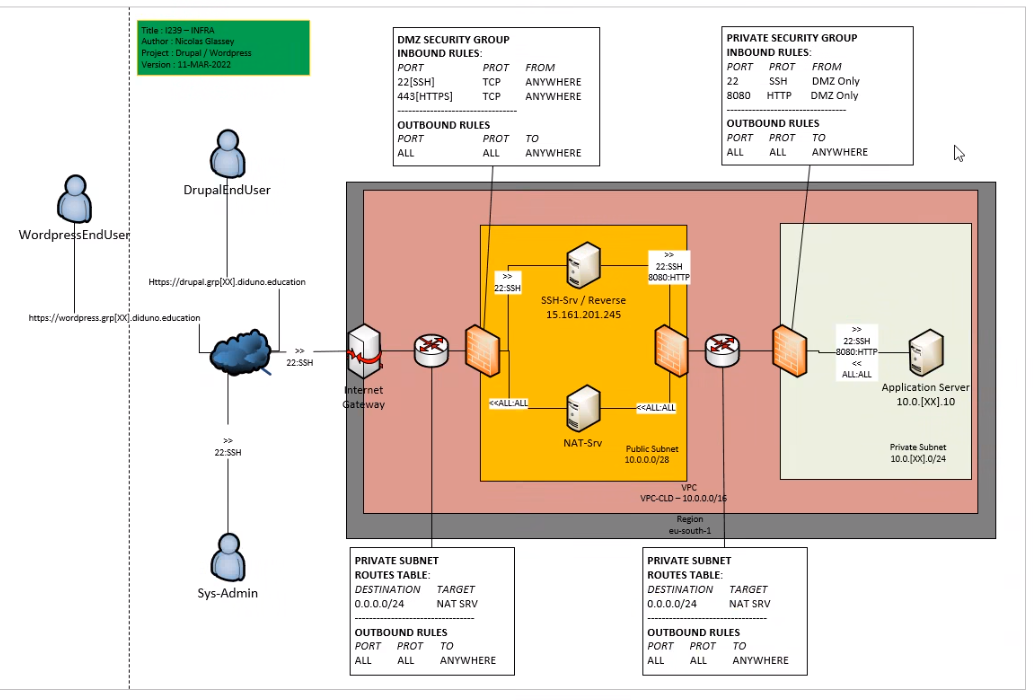 Title : I239 – INFRA
Author : Nicolas Glassey
Project : Drupal / Wordpress
Version : 11-MAR-2022
DMZ SECURITY GROUP
INBOUND RULES:
PORT PROT FROM
22[SSH] TCP ANYWHERE
443[HTTPS] TCP ANYWHERE
----------------------------------
OUTBOUND RULES
PORT PROT TO
ALL ALL ANYWHERE
PRIVATE SECURITY GROUP
INBOUND RULES:
PORT PROT FROM
22 SSH DMZ Only
8080 HTTP DMZ Only
----------------------------------
OUTBOUND RULES
PORT PROT TO
ALL ALL ANYWHERE
DrupalEndUser
WordpressEndUser
Https://drupal.grp[XX].diduno.education
https://wordpress.grp[XX].diduno.education
>>
22:SSH
>>
22:SSH
Sys-Admin
Internet
Gateway
>>
22:SSH
SSH-Srv / Reverse
15.161.201.245
>>
22:SSH
8080:HTTP
<<ALL:ALL
NAT-Srv
<<ALL:ALL
Public Subnet
10.0.0.0/28
>>
22:SSH
8080:HTTP
<<
ALL:ALL
Application Server
10.0.[XX].10
Private Subnet
10.0.[XX].0/24
VPC
VPC-CLD – 10.0.0.0/16
Region
eu-south-1
PRIVATE SUBNET
ROUTES TABLE:
DESTINATION TARGET
0.0.0.0/24 NAT SRV
----------------------------------
OUTBOUND RULES
PORT PROT TO
ALL ALL ANYWHERE
PRIVATE SUBNET
ROUTES TABLE:
DESTINATION TARGET
0.0.0.0/24 NAT SRV
----------------------------------
OUTBOUND RULES
PORT PROT TO
ALL ALL ANYWHERE